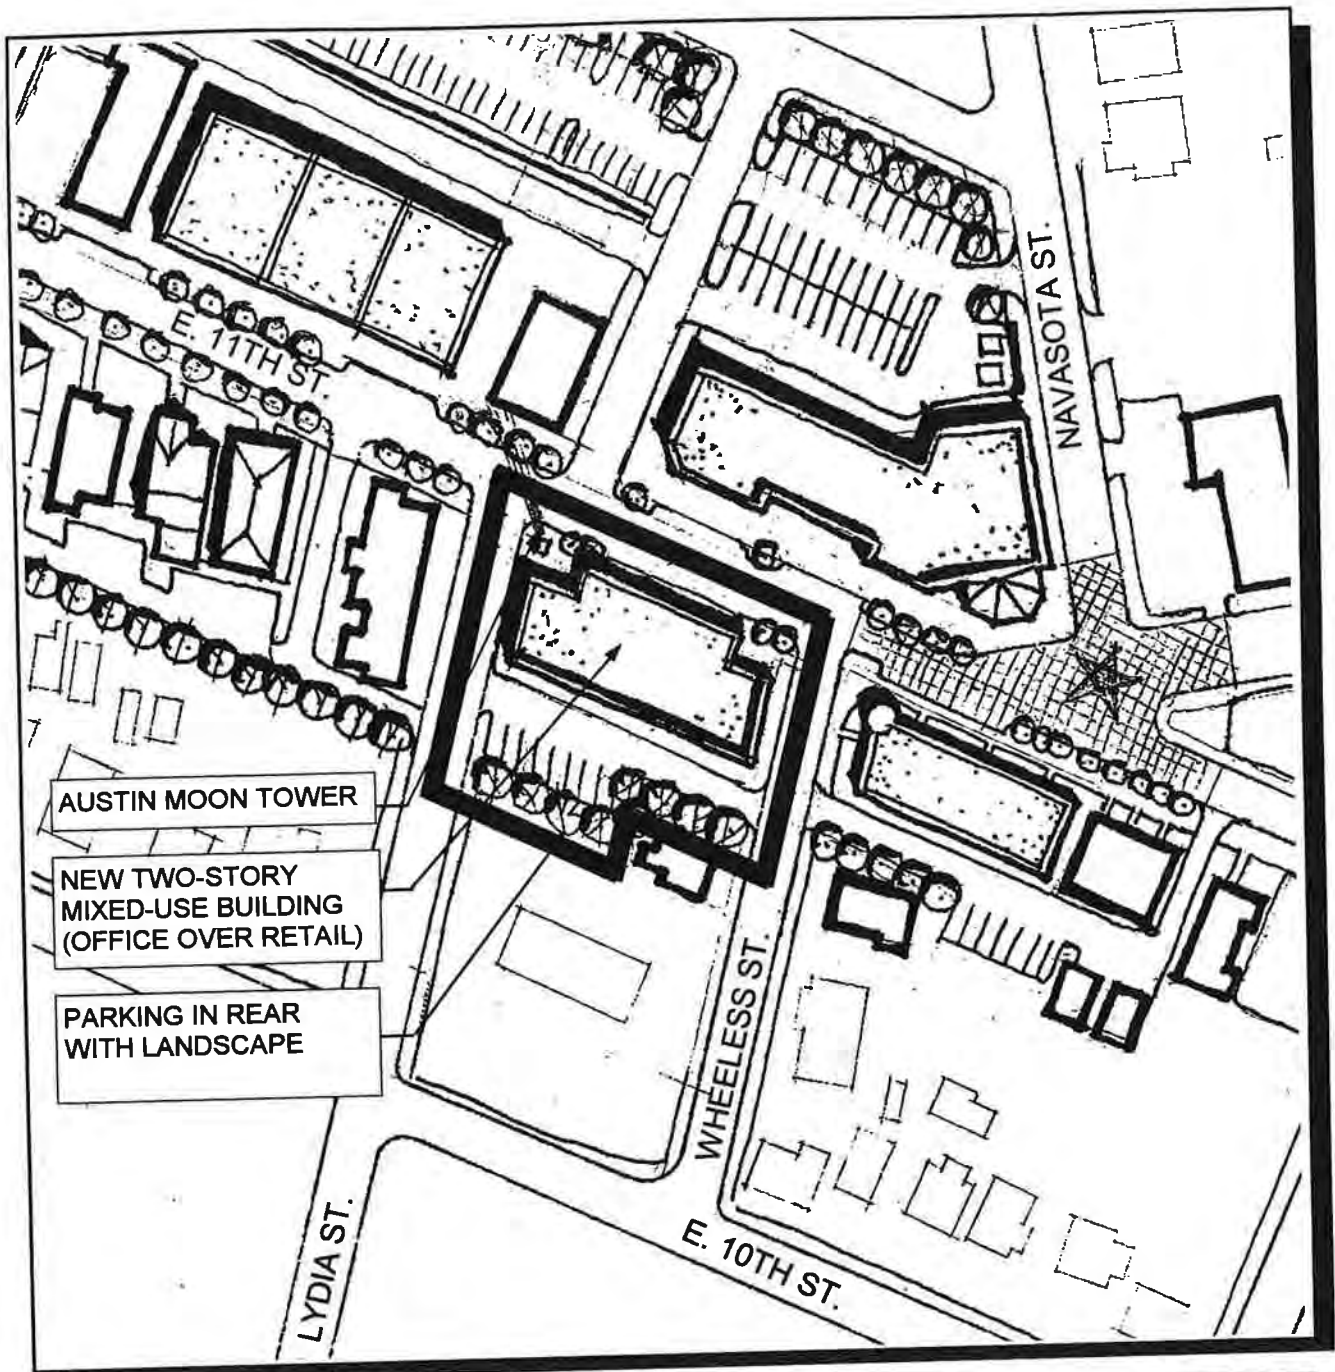 E. 11TH ST
NAVASOTA ST.
AUSTIN MOON TOWER
NEW TWO-STORY
MIXED-USE BUILDING
(OFFICE OVER RETAIL)
PARKING IN REAR
WITH LANDSCAPE
WHEELESS ST.
LYDIA ST.
E. 10TH ST.